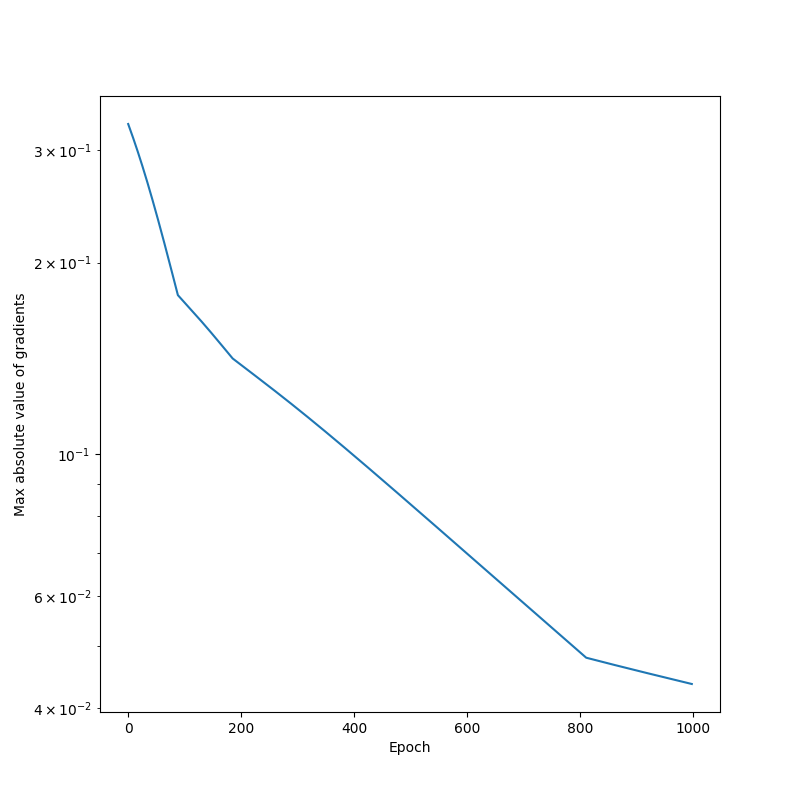 Max absolute value of gradients
3 × 10⁻¹
2 × 10⁻¹
10⁻¹
6 × 10⁻²
4 × 10⁻²
0 200 400 600 800 1000
Epoch